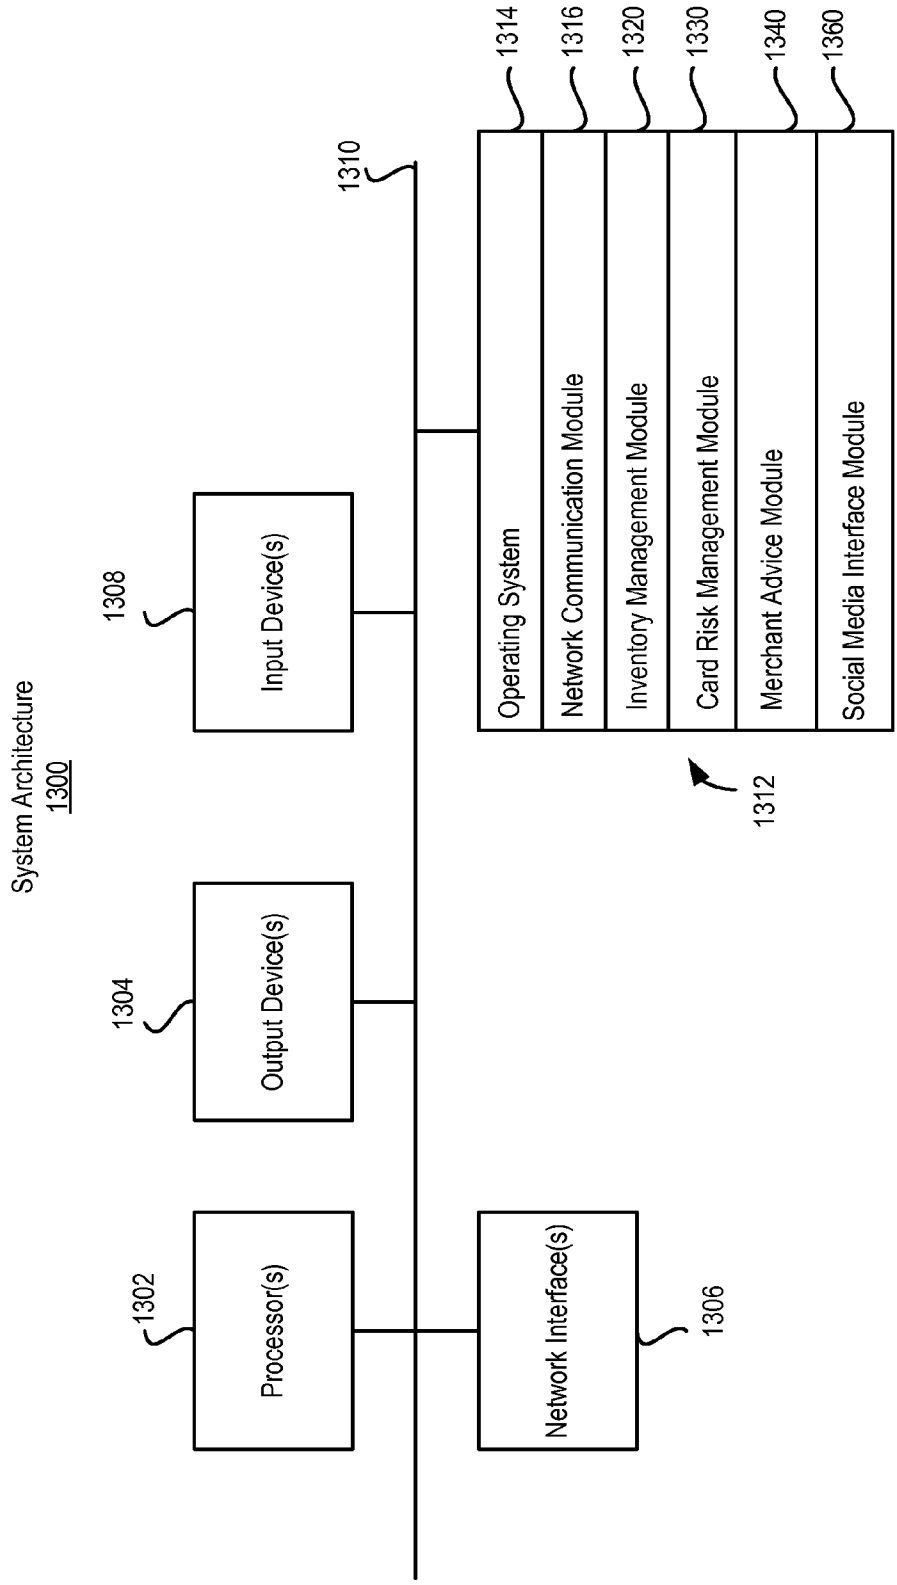 System Architecture
1300
1302
Processor(s)
1304
Output Device(s)
1308
Input Device(s)
1310
Network Interface(s)
1306
1312
Operating System
1314
Network Communication Module
1316
Inventory Management Module
1320
Card Risk Management Module
1330
Merchant Advice Module
1340
Social Media Interface Module
1360